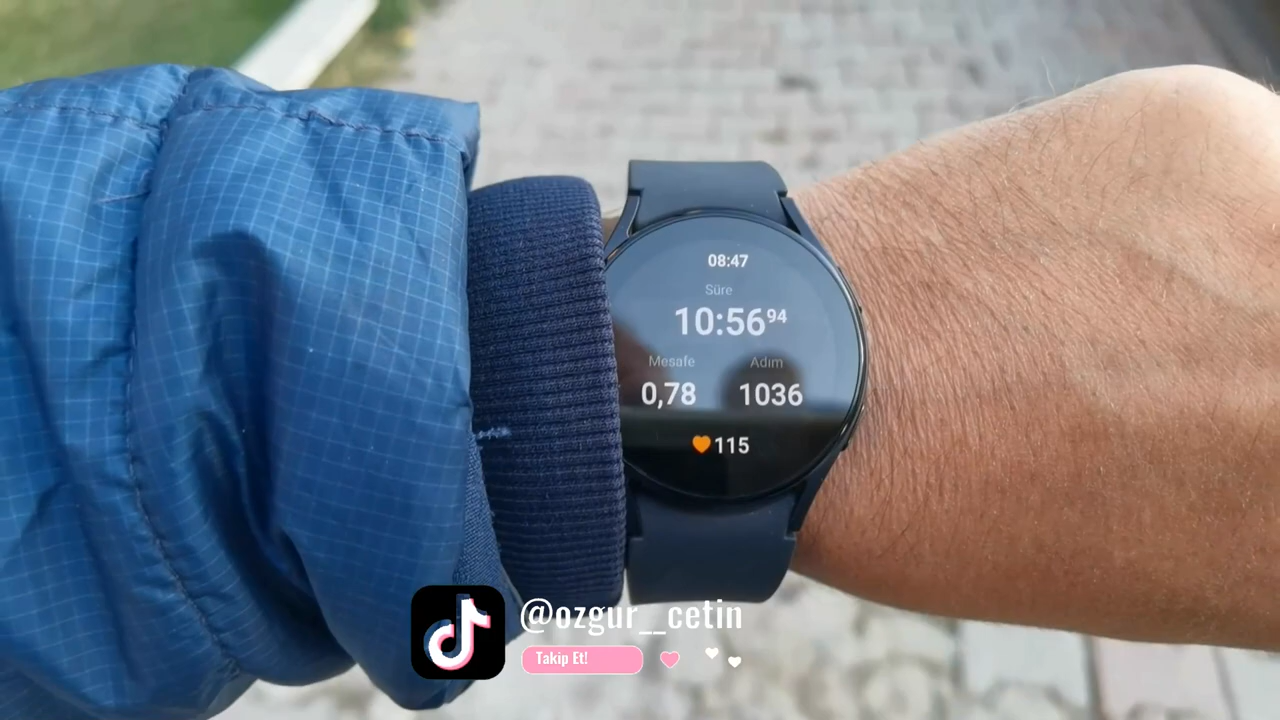 08:47
Süre
10:56⁹⁴
Mesafe Adım
0,78 1036
115
@ozgur__cetin
Takip Et!